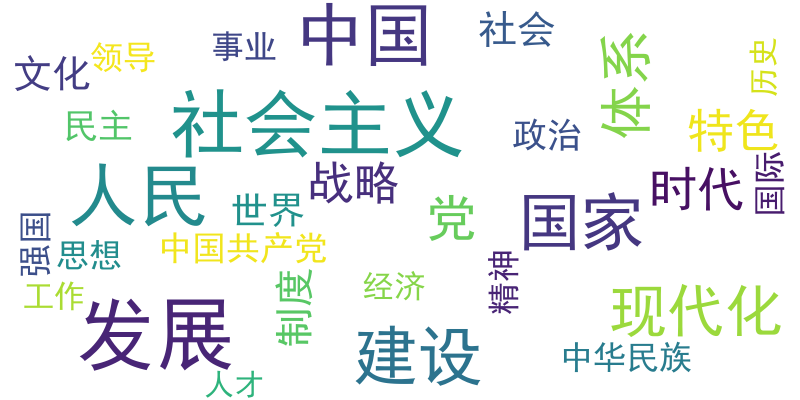 中国
社会
事业
领导
文化
体系
历史
民主
社会主义
政治
特色
人民
战略
时代
国际
世界
党
国家
强国
思想
中国共产党
精神
工作
制度
经济
现代化
发展
建设
中华民族
人才